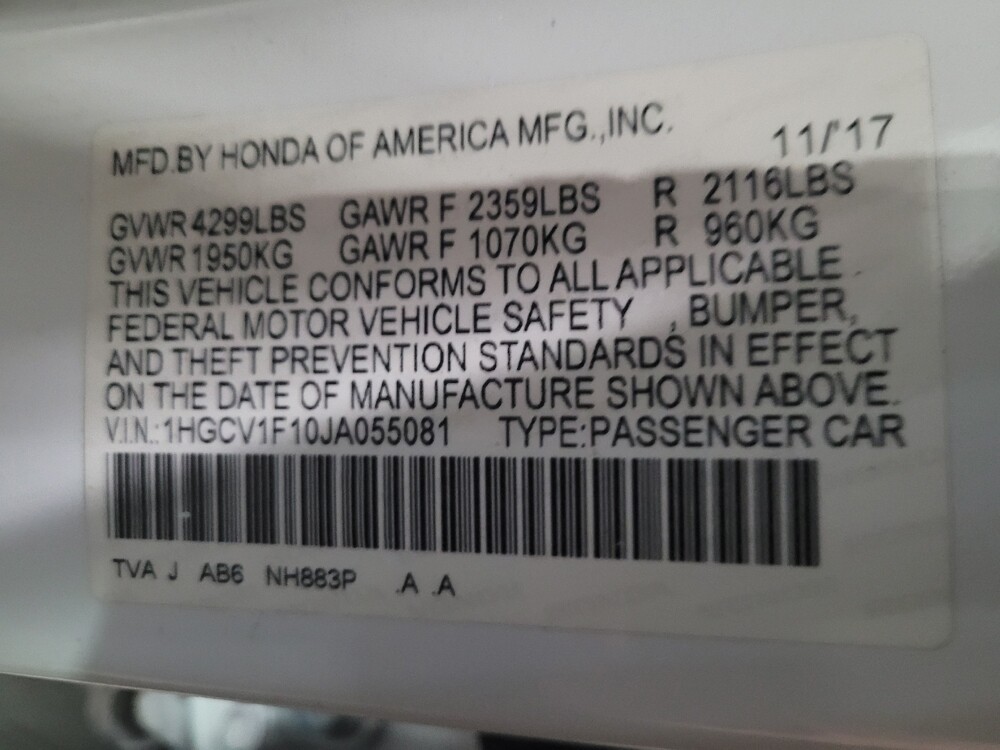 MFD.BY HONDA OF AMERICA MFG.,INC. 11/'17
GVWR 4299LBS GAWR F 2359LBS R 2116LBS
GVWR 1950KG GAWR F 1070KG R 960KG
THIS VEHICLE CONFORMS TO ALL APPLICABLE
FEDERAL MOTOR VEHICLE SAFETY , BUMPER,
AND THEFT PREVENTION STANDARDS IN EFFECT
ON THE DATE OF MANUFACTURE SHOWN ABOVE.
V.I.N.:1HGCV1F10JA055081 TYPE:PASSENGER CAR
TVA J AB6 NH883P .A .A